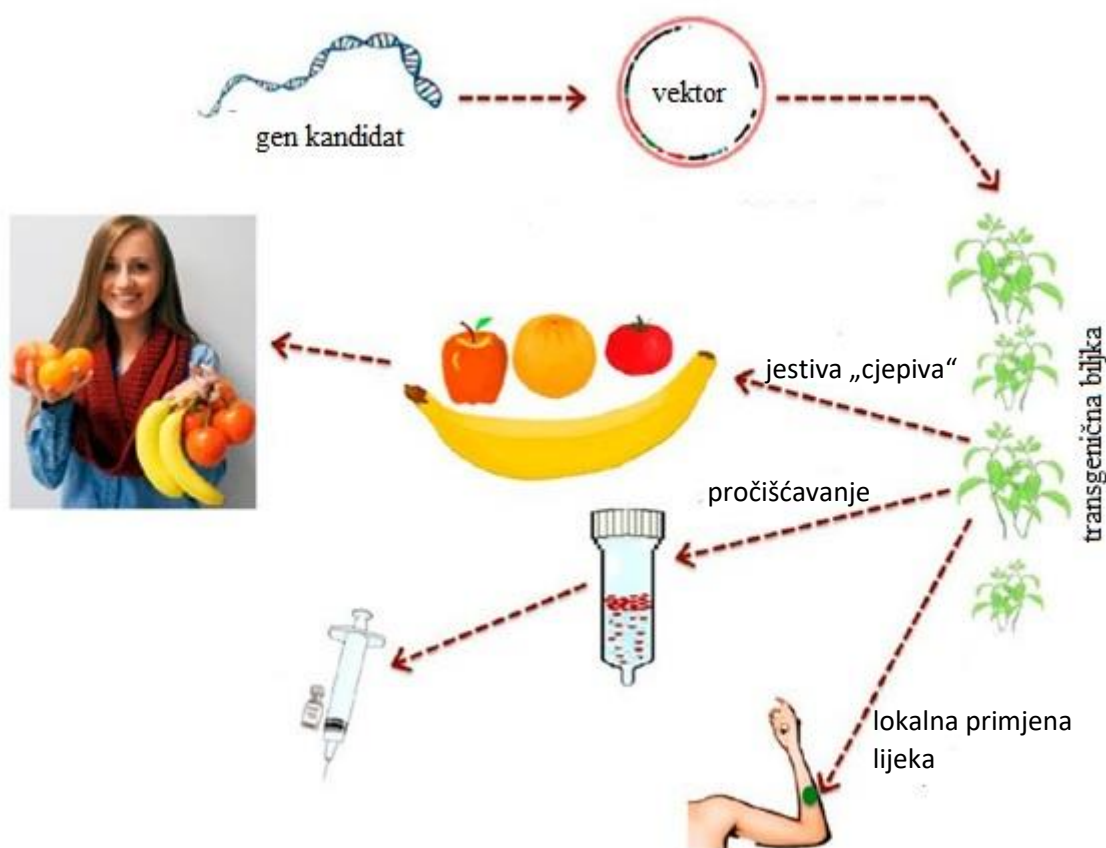 gen kandidat
vektor
transgenična biljka
jestiva „cjepiva“
pročišćavanje
lokalna primjena
lijeka